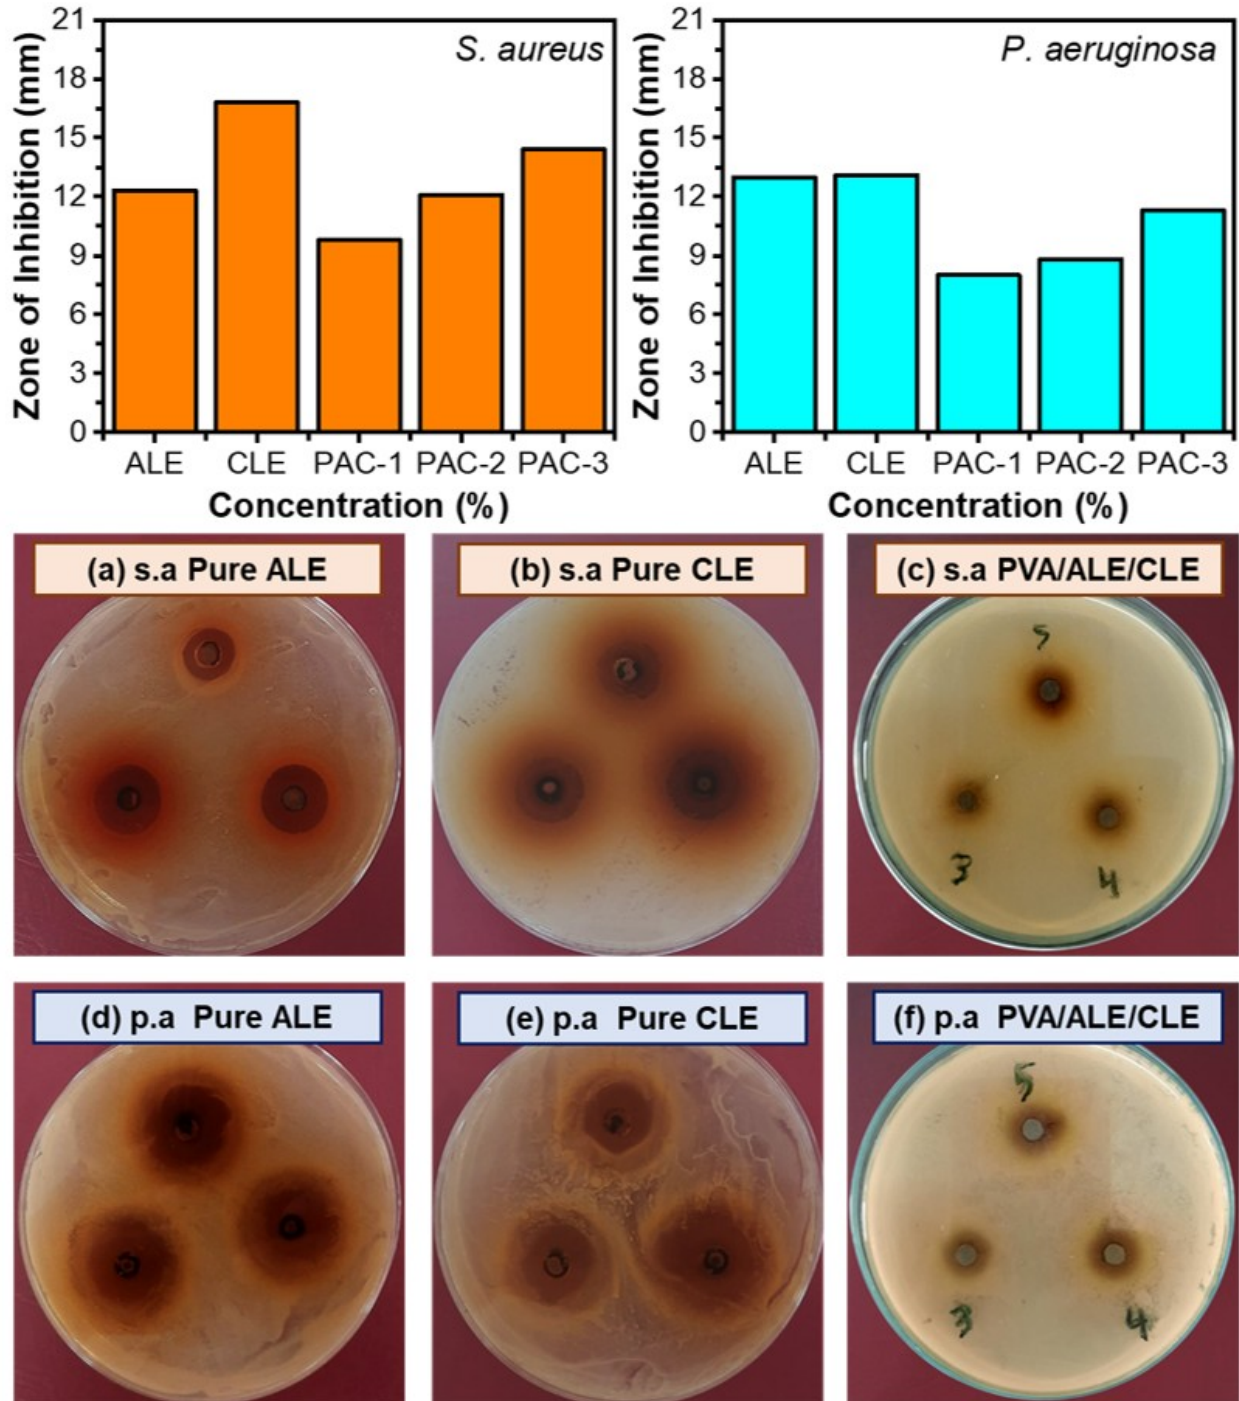 S. aureus
Zone of Inhibition (mm)
21
18
15
12
9
6
3
0
ALE CLE PAC-1 PAC-2 PAC-3
Concentration (%)
P. aeruginosa
Zone of Inhibition (mm)
21
18
15
12
9
6
3
0
ALE CLE PAC-1 PAC-2 PAC-3
Concentration (%)
(a) s.a Pure ALE
(b) s.a Pure CLE
(c) s.a PVA/ALE/CLE
5
3
4
(d) p.a Pure ALE
(e) p.a Pure CLE
(f) p.a PVA/ALE/CLE
5
3
4